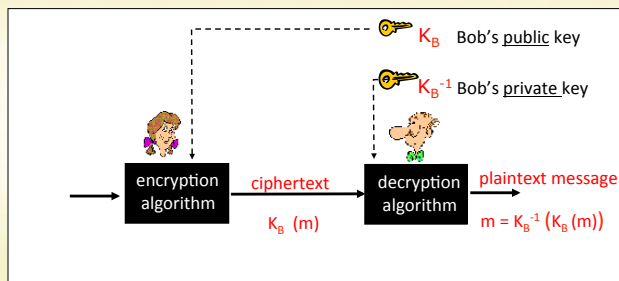 K_B Bob's public key
K_B^-1 Bob's private key
encryption
algorithm
ciphertext
K_B (m)
decryption
algorithm
plaintext message
m = K_B^-1 (K_B (m))